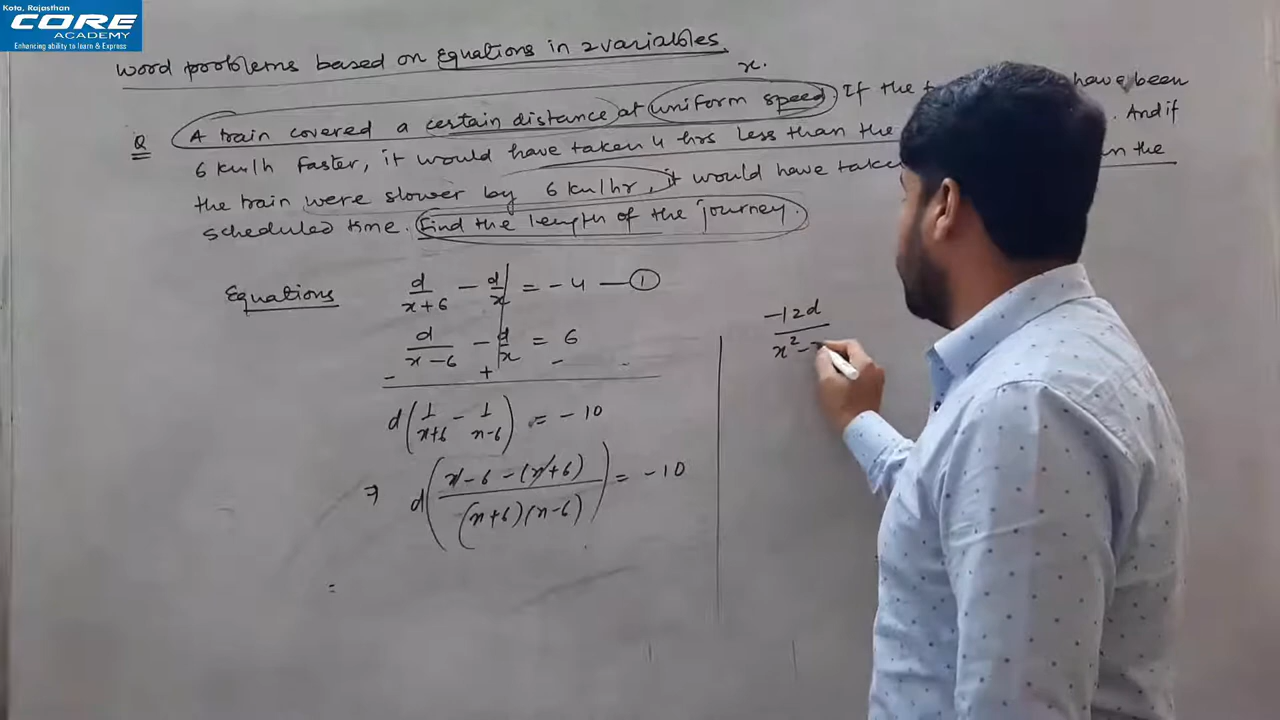 Kota, Rajasthan
CORE
ACADEMY
Enhancing ability to learn & Express
word problems based on Equations in 2 variables.
x.
Q A train covered a certain distance at uniform speed. If the have been
6 km/h faster, it would have taken 4 hrs less than the . And if
the train were slower by 6 km/hr, it would have take the
scheduled time. Find the length of the journey.
Equations d/(x+6) - d/x = -4 — ①
d/(x-6) - d/x = 6
- + -
d(1/(x+6) - 1/(x-6)) = -10
⇒ d((x-6-(x+6))/((x+6)(x-6))) = -10
=
-12d
x² -